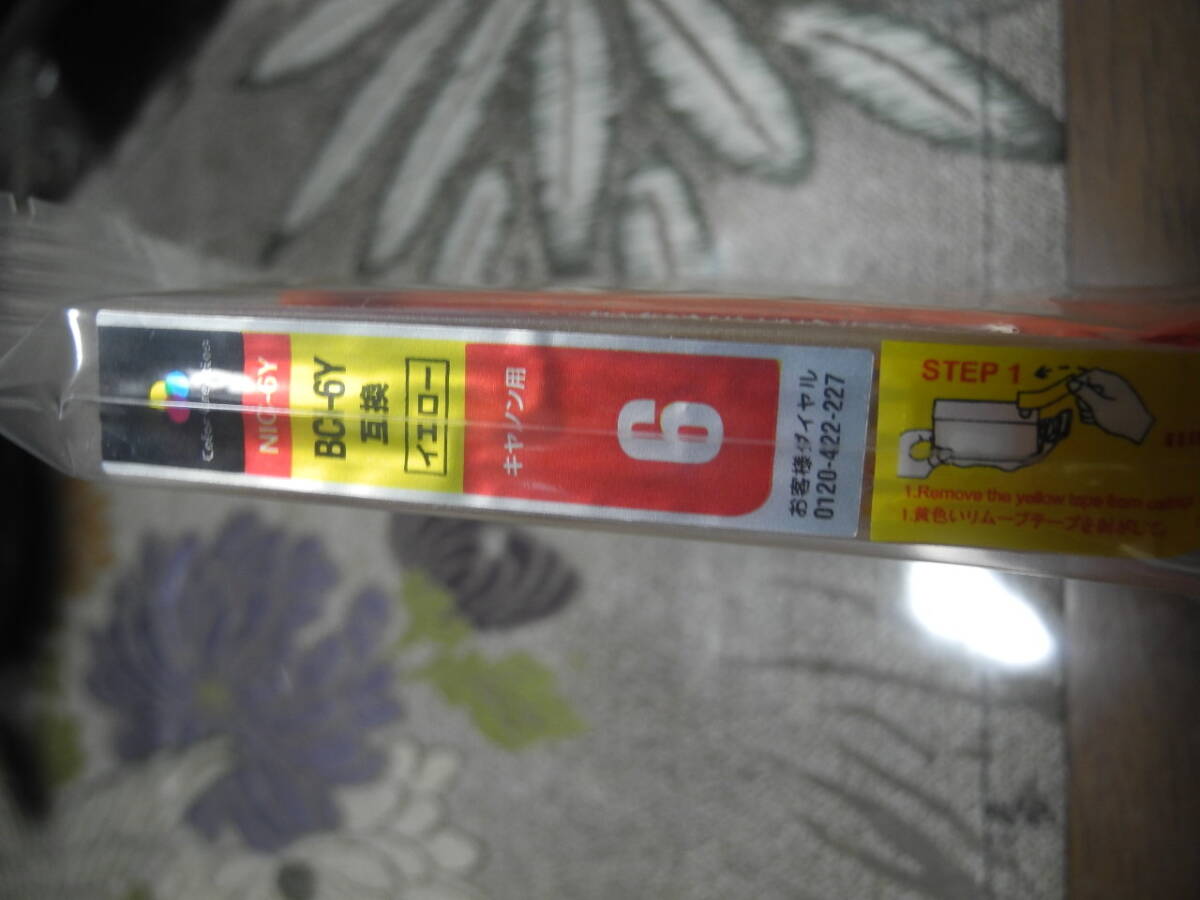 BCI-6Y
互換
イエロー
キヤノン用
6
お客様ダイヤル
0120-422-227
STEP 1
1.Remove the yellow tape from
1.黄色いリムーブテープを